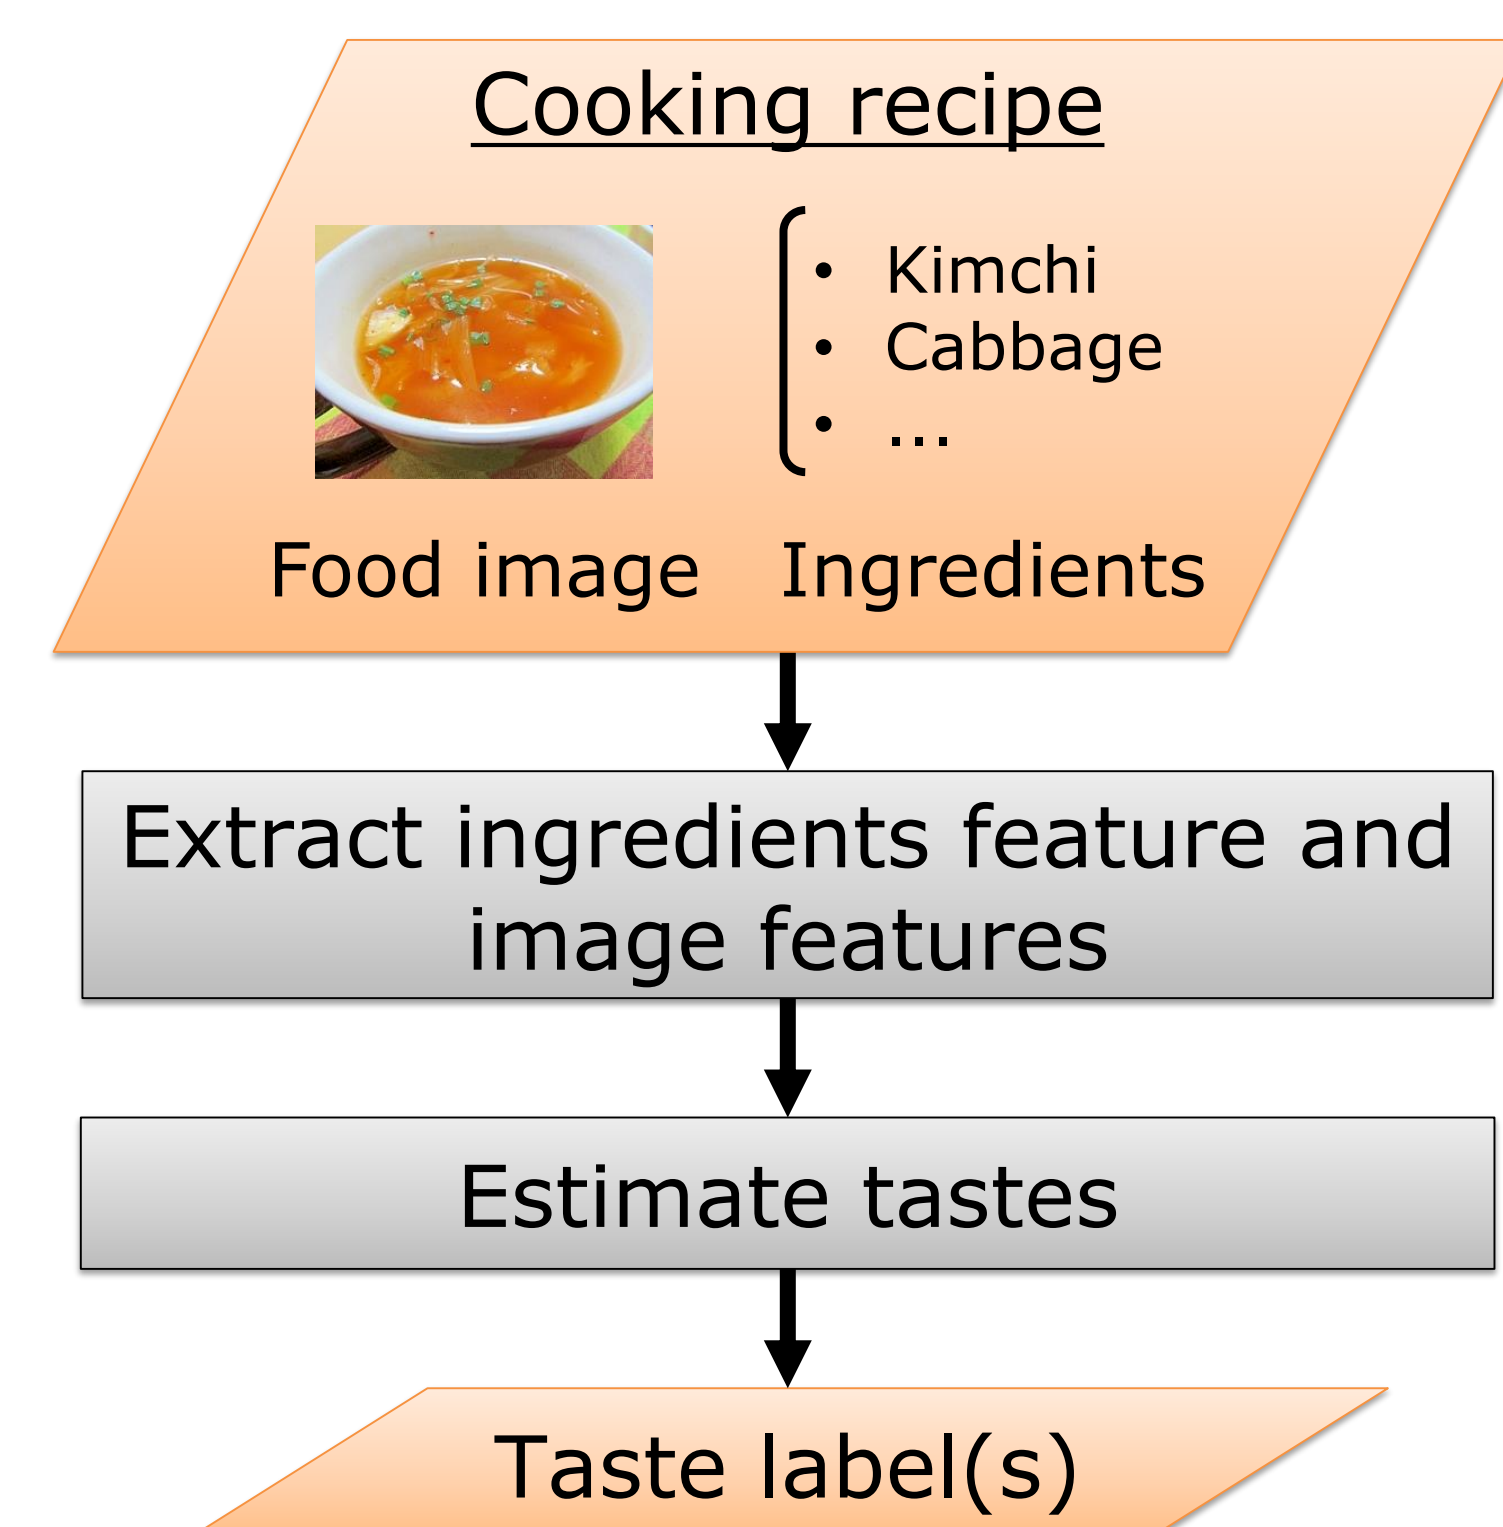 Cooking recipe
• Kimchi
• Cabbage
• ...
Food image Ingredients
Extract ingredients feature and
image features
Estimate tastes
Taste label(s)